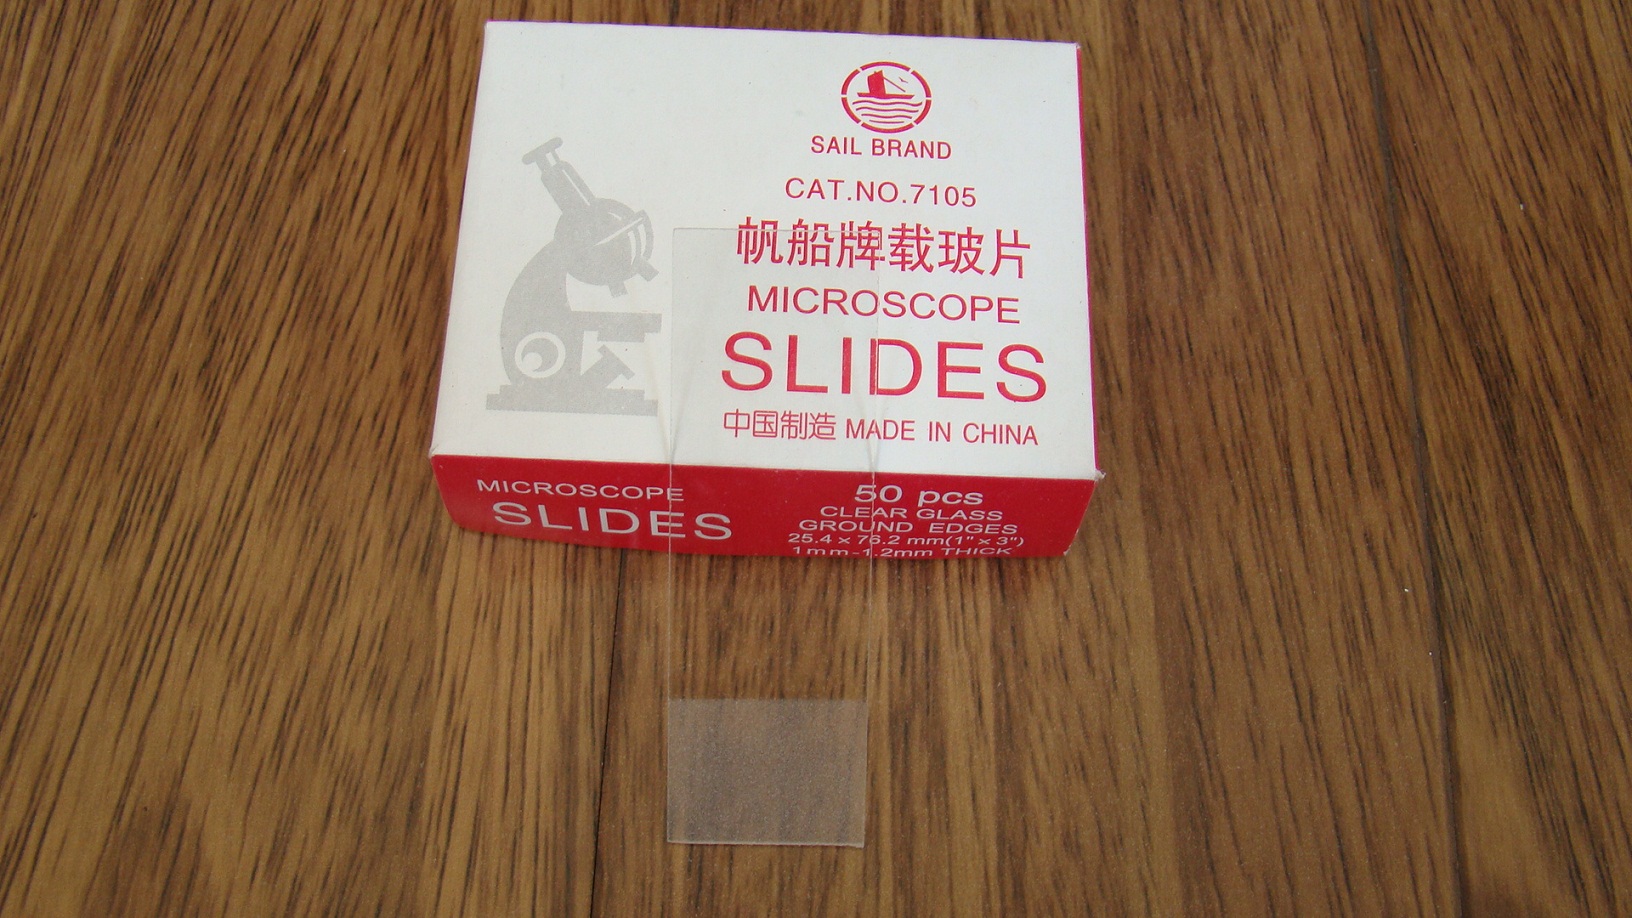 SAIL BRAND
CAT.NO.7105
帆船牌载玻片
MICROSCOPE
SLIDES
中国制造 MADE IN CHINA
MICROSCOPE
SLIDES
50 pcs
CLEAR GLASS
GROUND EDGES
25.4 x 76.2 mm(1" x 3")
1mm-1.2mm THICK